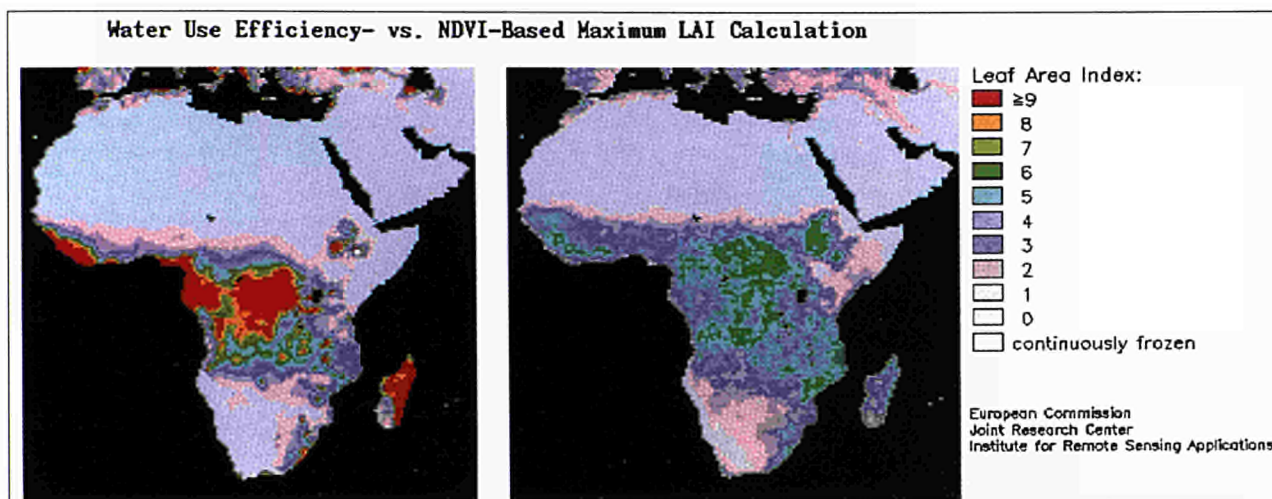 Water Use Efficiency- vs. NDVI-Based Maximum LAI Calculation
Leaf Area Index:
≧9
8
7
6
5
4
3
2
1
0
continuously frozen
European Commission
Joint Research Center
Institute for Remote Sensing Applications